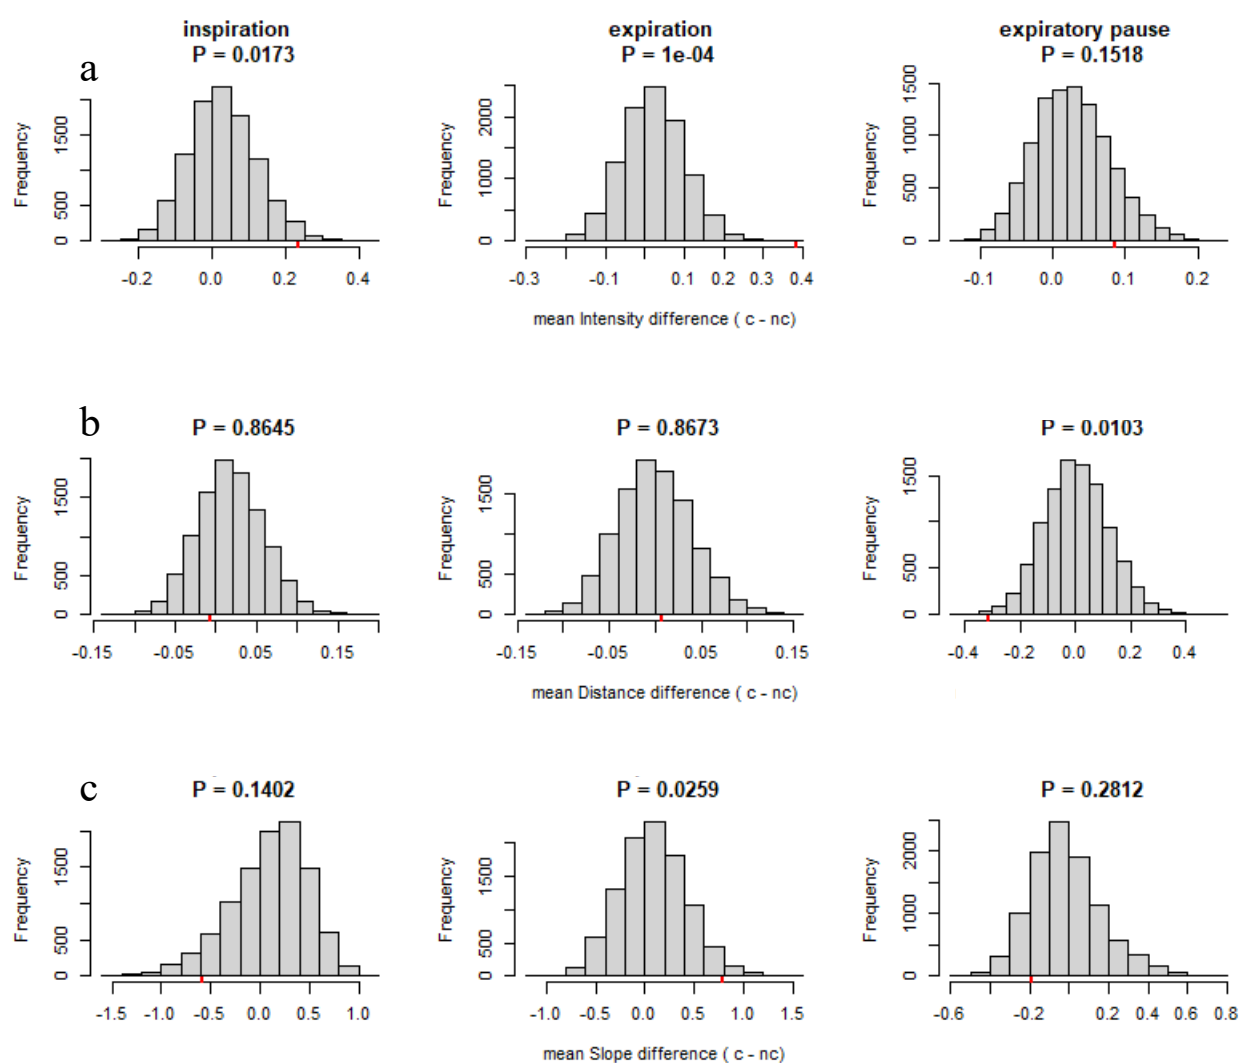 inspiration expiration expiratory pause
a P = 0.0173 P = 1e-04 P = 0.1518
Frequency 0 500 1500
-0.2 0.0 0.2 0.4
Frequency 0 1000 2000
-0.3 -0.1 0.1 0.2 0.3 0.4
Frequency 0 500 1000 1500
-0.1 0.0 0.1 0.2
mean Intensity difference ( c - nc)
b P = 0.8645 P = 0.8673 P = 0.0103
Frequency 0 500 1500
-0.15 -0.05 0.05 0.15
Frequency 0 500 1500
-0.15 -0.05 0.05 0.15
Frequency 0 500 1500
-0.4 -0.2 0.0 0.2 0.4
mean Distance difference ( c - nc)
c P = 0.1402 P = 0.0259 P = 0.2812
Frequency 0 500 1500
-1.5 -1.0 -0.5 0.0 0.5 1.0
Frequency 0 500 1500
-1.0 -0.5 0.0 0.5 1.0 1.5
Frequency 0 1000 2000
-0.6 -0.2 0.2 0.4 0.6 0.8
mean Slope difference ( c - nc)